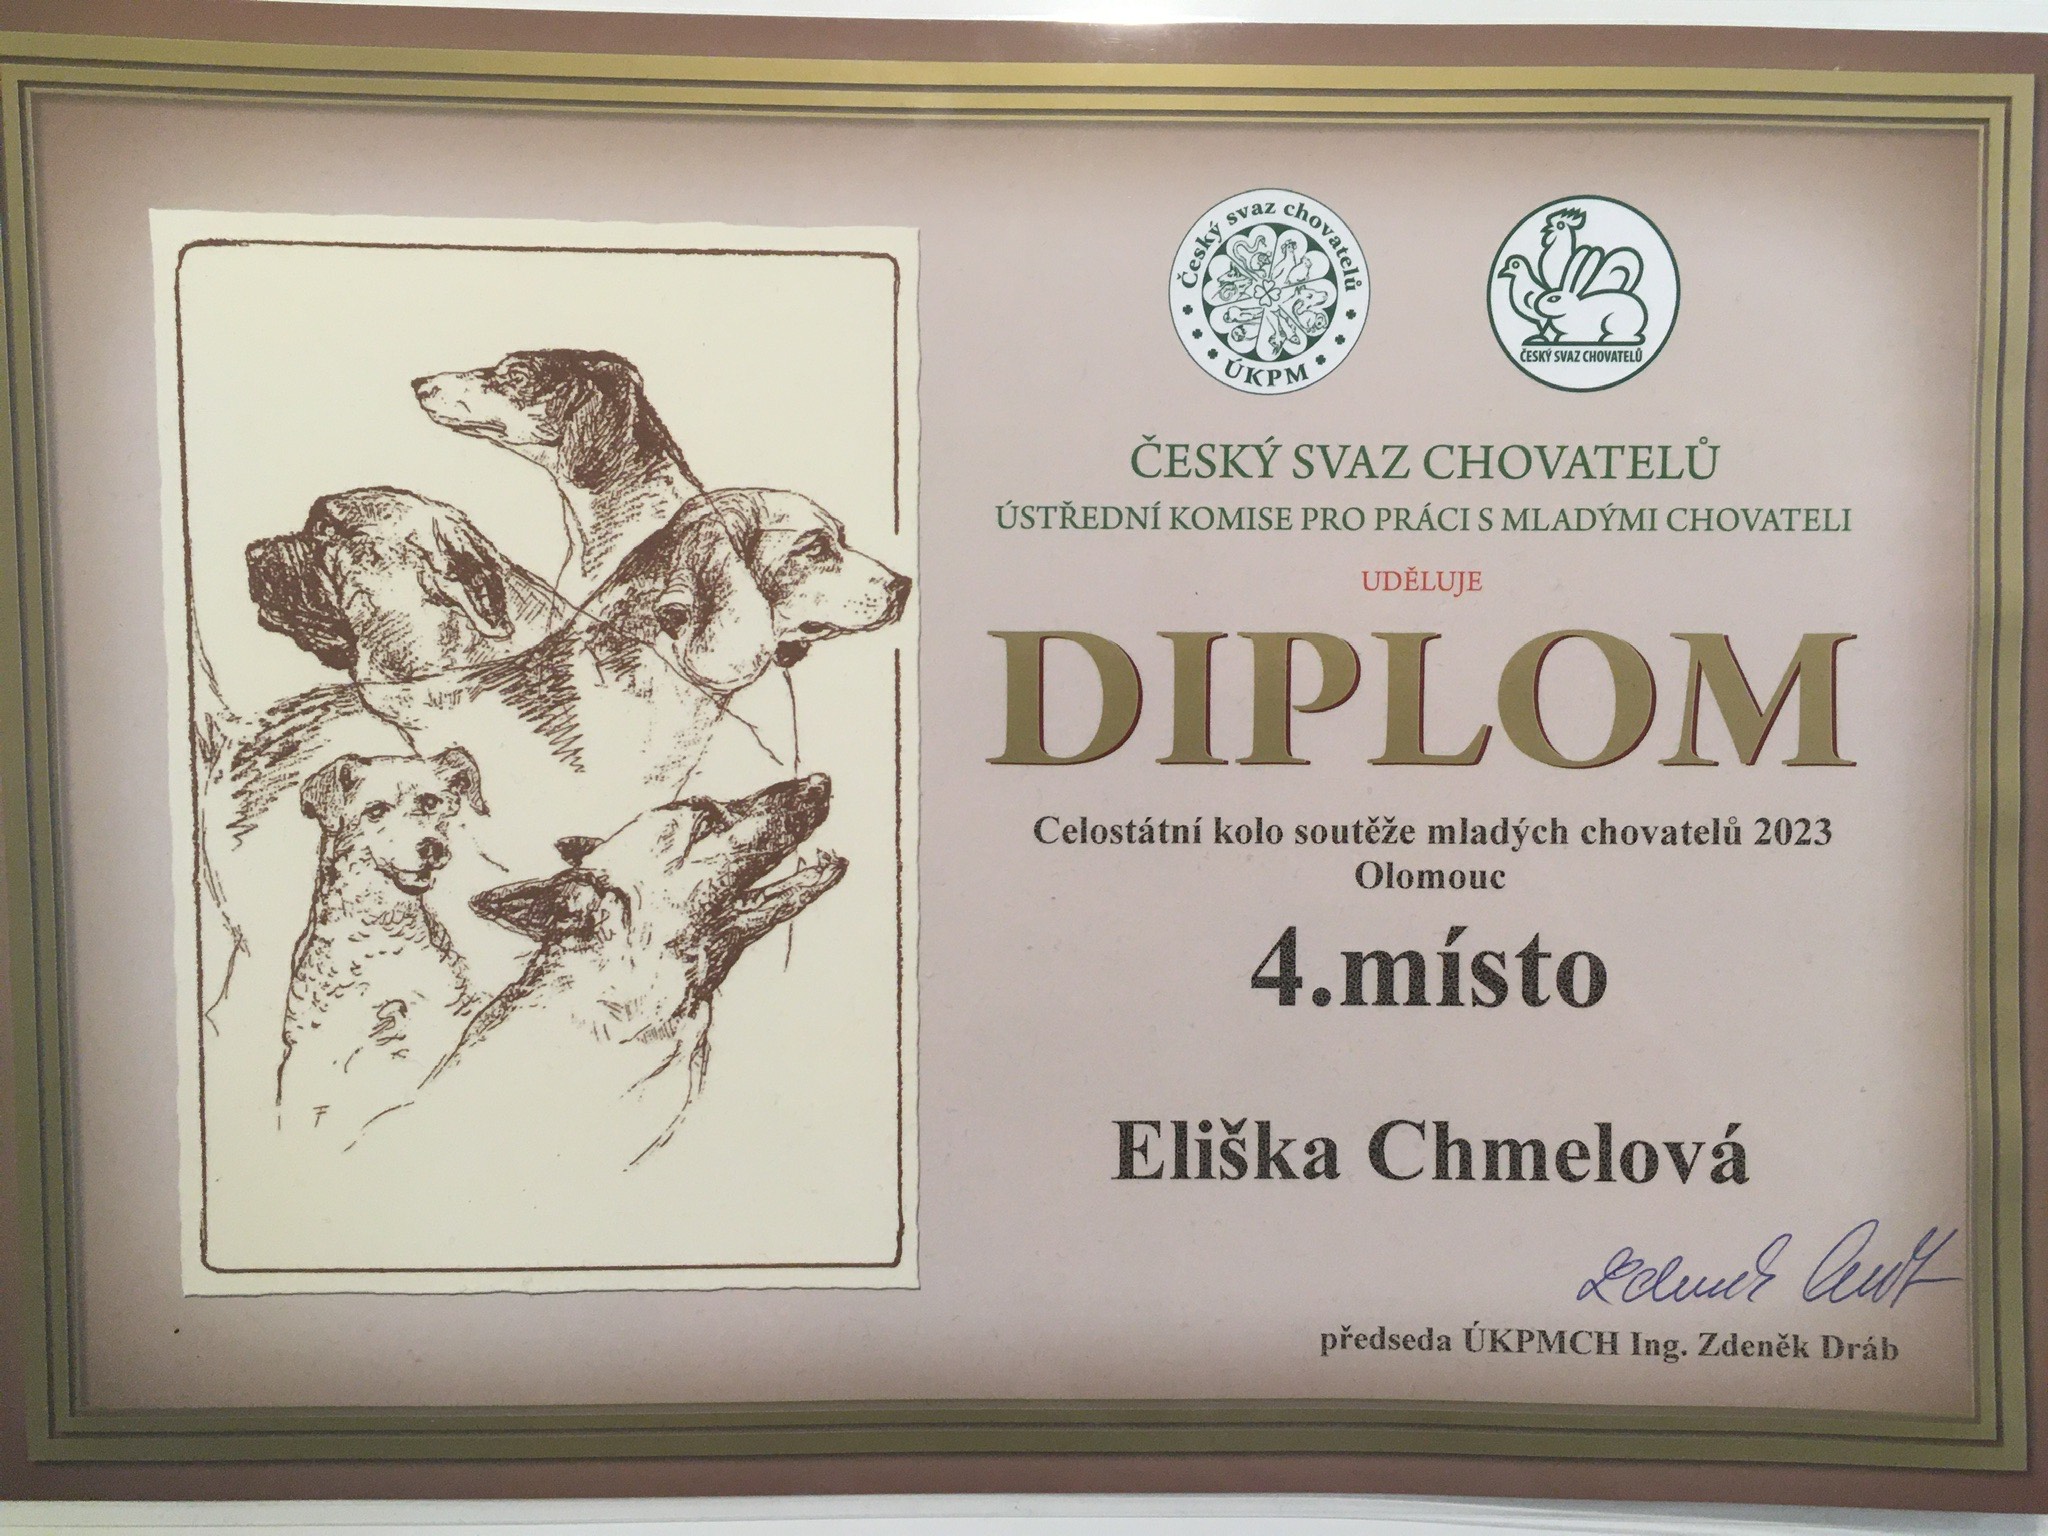 Český svaz chovatelů
ÚKPM
ČESKÝ SVAZ CHOVATELŮ
ČESKÝ SVAZ CHOVATELŮ
ÚSTŘEDNÍ KOMISE PRO PRÁCI S MLADÝMI CHOVATELI
UDĚLUJE
DIPLOM
Celostátní kolo soutěže mladých chovatelů 2023
Olomouc
4.místo
Eliška Chmelová
předseda ÚKPMCH Ing. Zdeněk Dráb